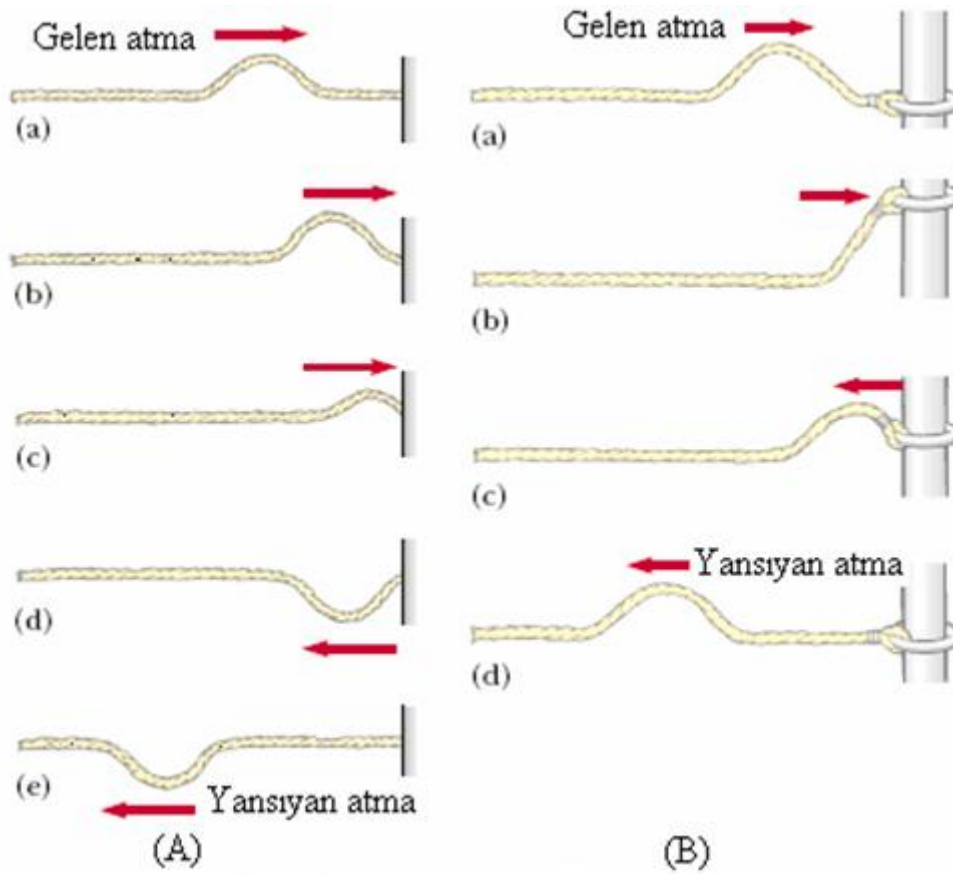 Gelen atma
(a)
(b)
(c)
(d)
(e)
Yansıyan atma
(A)
Gelen atma
(a)
(b)
(c)
Yansıyan atma
(d)
(B)